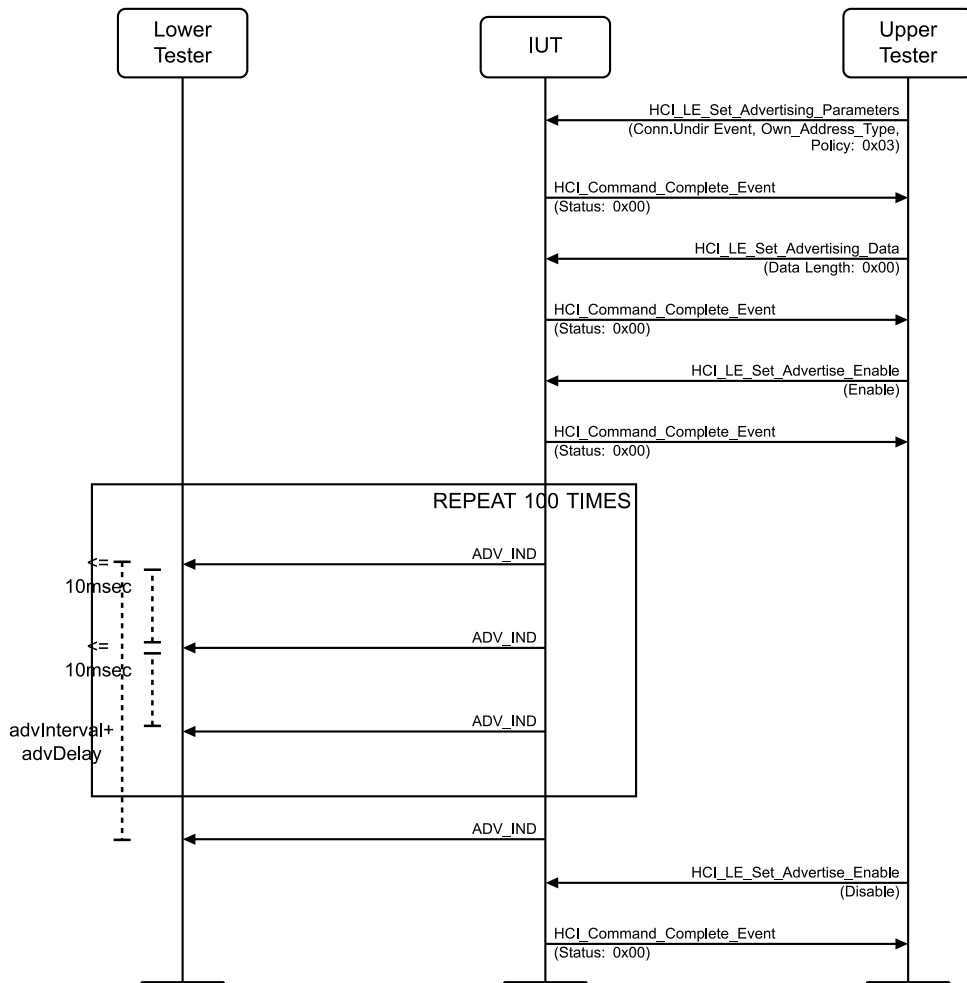 Lower
Tester
IUT
Upper
Tester
HCI_LE_Set_Advertising_Parameters
(Conn.Undir Event, Own_Address_Type,
Policy: 0x03)
HCI_Command_Complete_Event
(Status: 0x00)
HCI_LE_Set_Advertising_Data
(Data Length: 0x00)
HCI_Command_Complete_Event
(Status: 0x00)
HCI_LE_Set_Advertise_Enable
(Enable)
HCI_Command_Complete_Event
(Status: 0x00)
REPEAT 100 TIMES
ADV_IND
<=
10msec
ADV_IND
<=
10msec
ADV_IND
advInterval+
advDelay
ADV_IND
HCI_LE_Set_Advertise_Enable
(Disable)
HCI_Command_Complete_Event
(Status: 0x00)